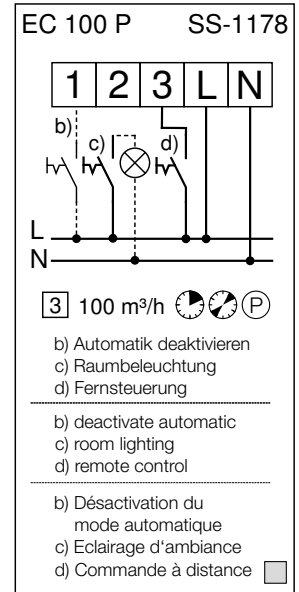 EC 100 P SS-1178
1 2 3 L N
b)
c) d)
L
N
3 100 m³/h P
b) Automatik deaktivieren
c) Raumbeleuchtung
d) Fernsteuerung
b) deactivate automatic
c) room lighting
d) remote control
b) Désactivation du
mode automatique
c) Eclairage d'ambiance
d) Commande à distance